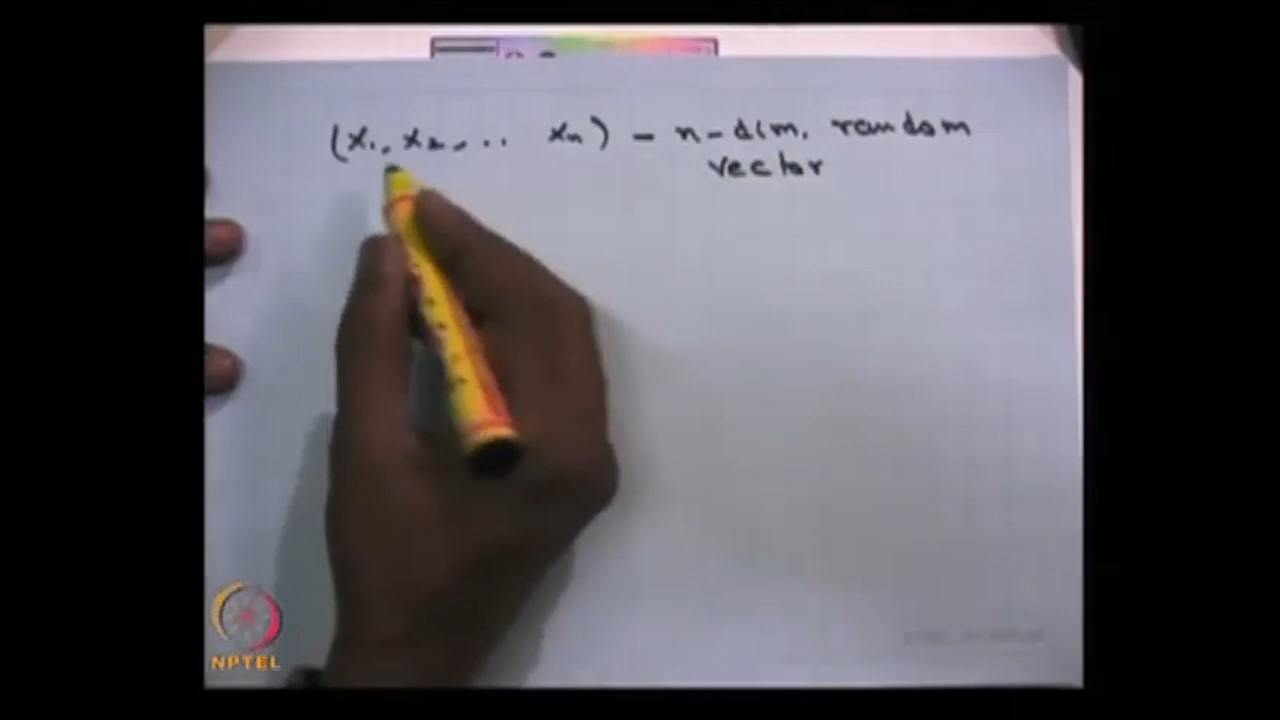 (x₁, x₂, .. xₙ) - n-dim. random
vector
NPTEL